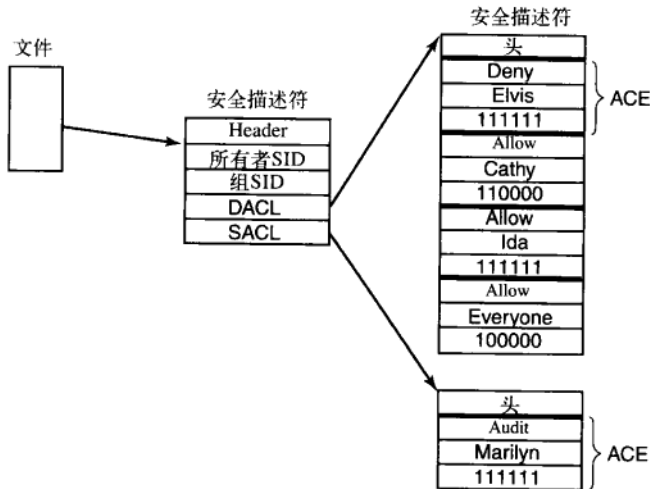 安全描述符
文件
头
Deny
Elvis
111111
ACE
安全描述符
Header
所有者SID
组SID
DACL
SACL
Allow
Cathy
110000
Allow
Ida
111111
Allow
Everyone
100000
头
Audit
Marilyn
111111
ACE